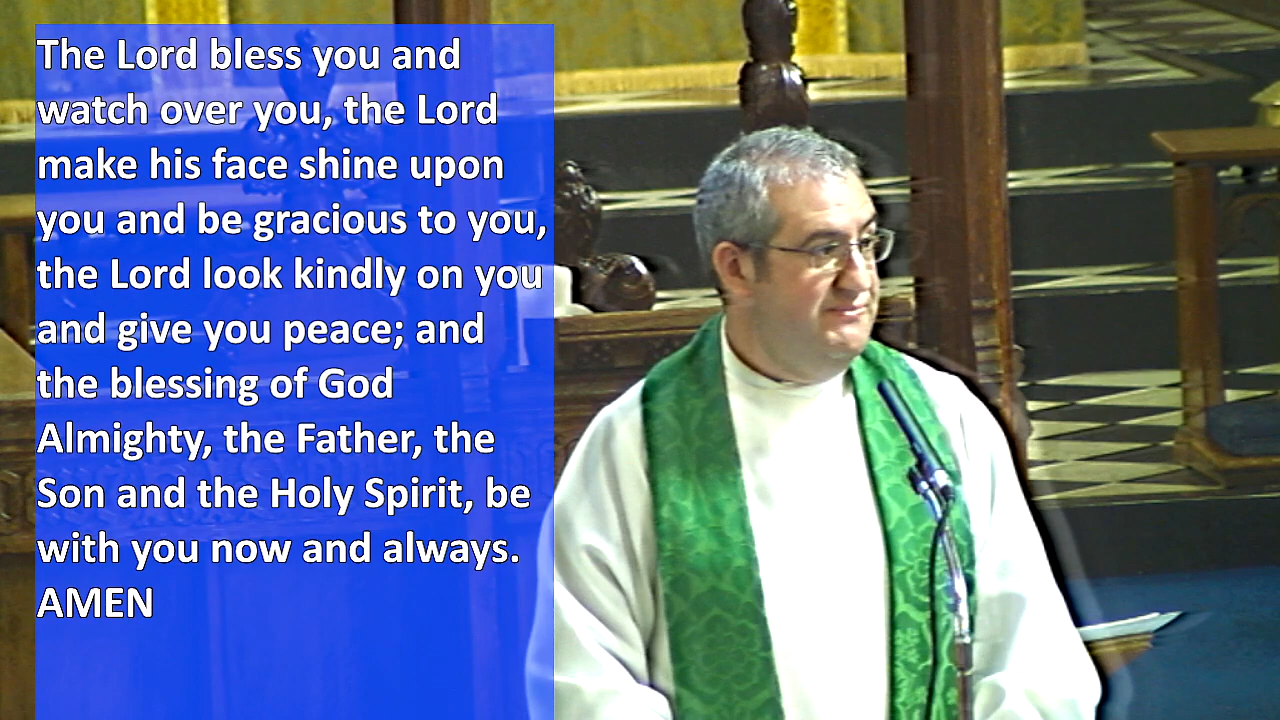 The Lord bless you and
watch over you, the Lord
make his face shine upon
you and be gracious to you,
the Lord look kindly on you
and give you peace; and
the blessing of God
Almighty, the Father, the
Son and the Holy Spirit, be
with you now and always.
AMEN